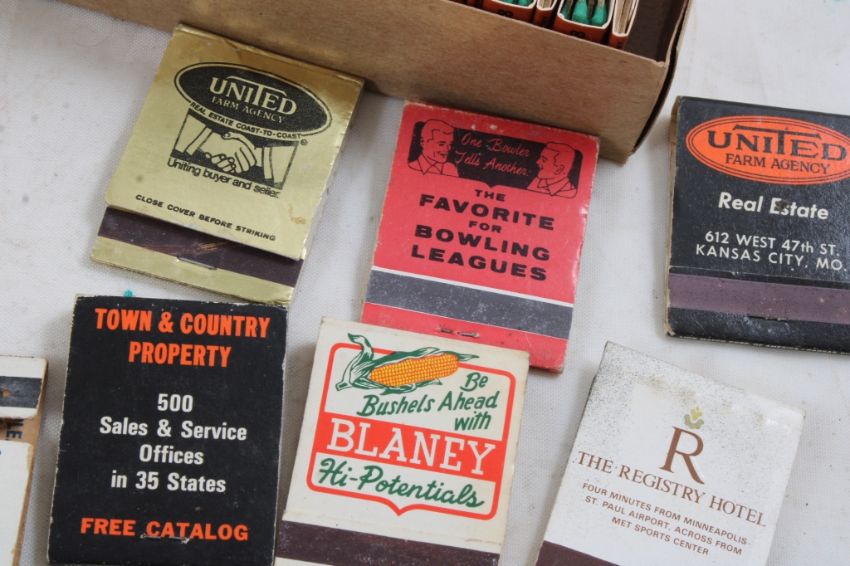 UNITED
FARM AGENCY
REAL ESTATE COAST-TO-COAST
Uniting buyer and seller.
CLOSE COVER BEFORE STRIKING
One Bowler
Tells Another
THE
FAVORITE
FOR
BOWLING
LEAGUES
UNITED
FARM AGENCY
Real Estate
612 WEST 47th ST.
KANSAS CITY, MO.
TOWN & COUNTRY
PROPERTY
500
Sales & Service
Offices
in 35 States
FREE CATALOG
Be
Bushels Ahead
with
BLANEY
Hi-Potentials
R
THE REGISTRY HOTEL
FOUR MINUTES FROM MINNEAPOLIS
ST. PAUL AIRPORT, ACROSS FROM
MET SPORTS CENTER